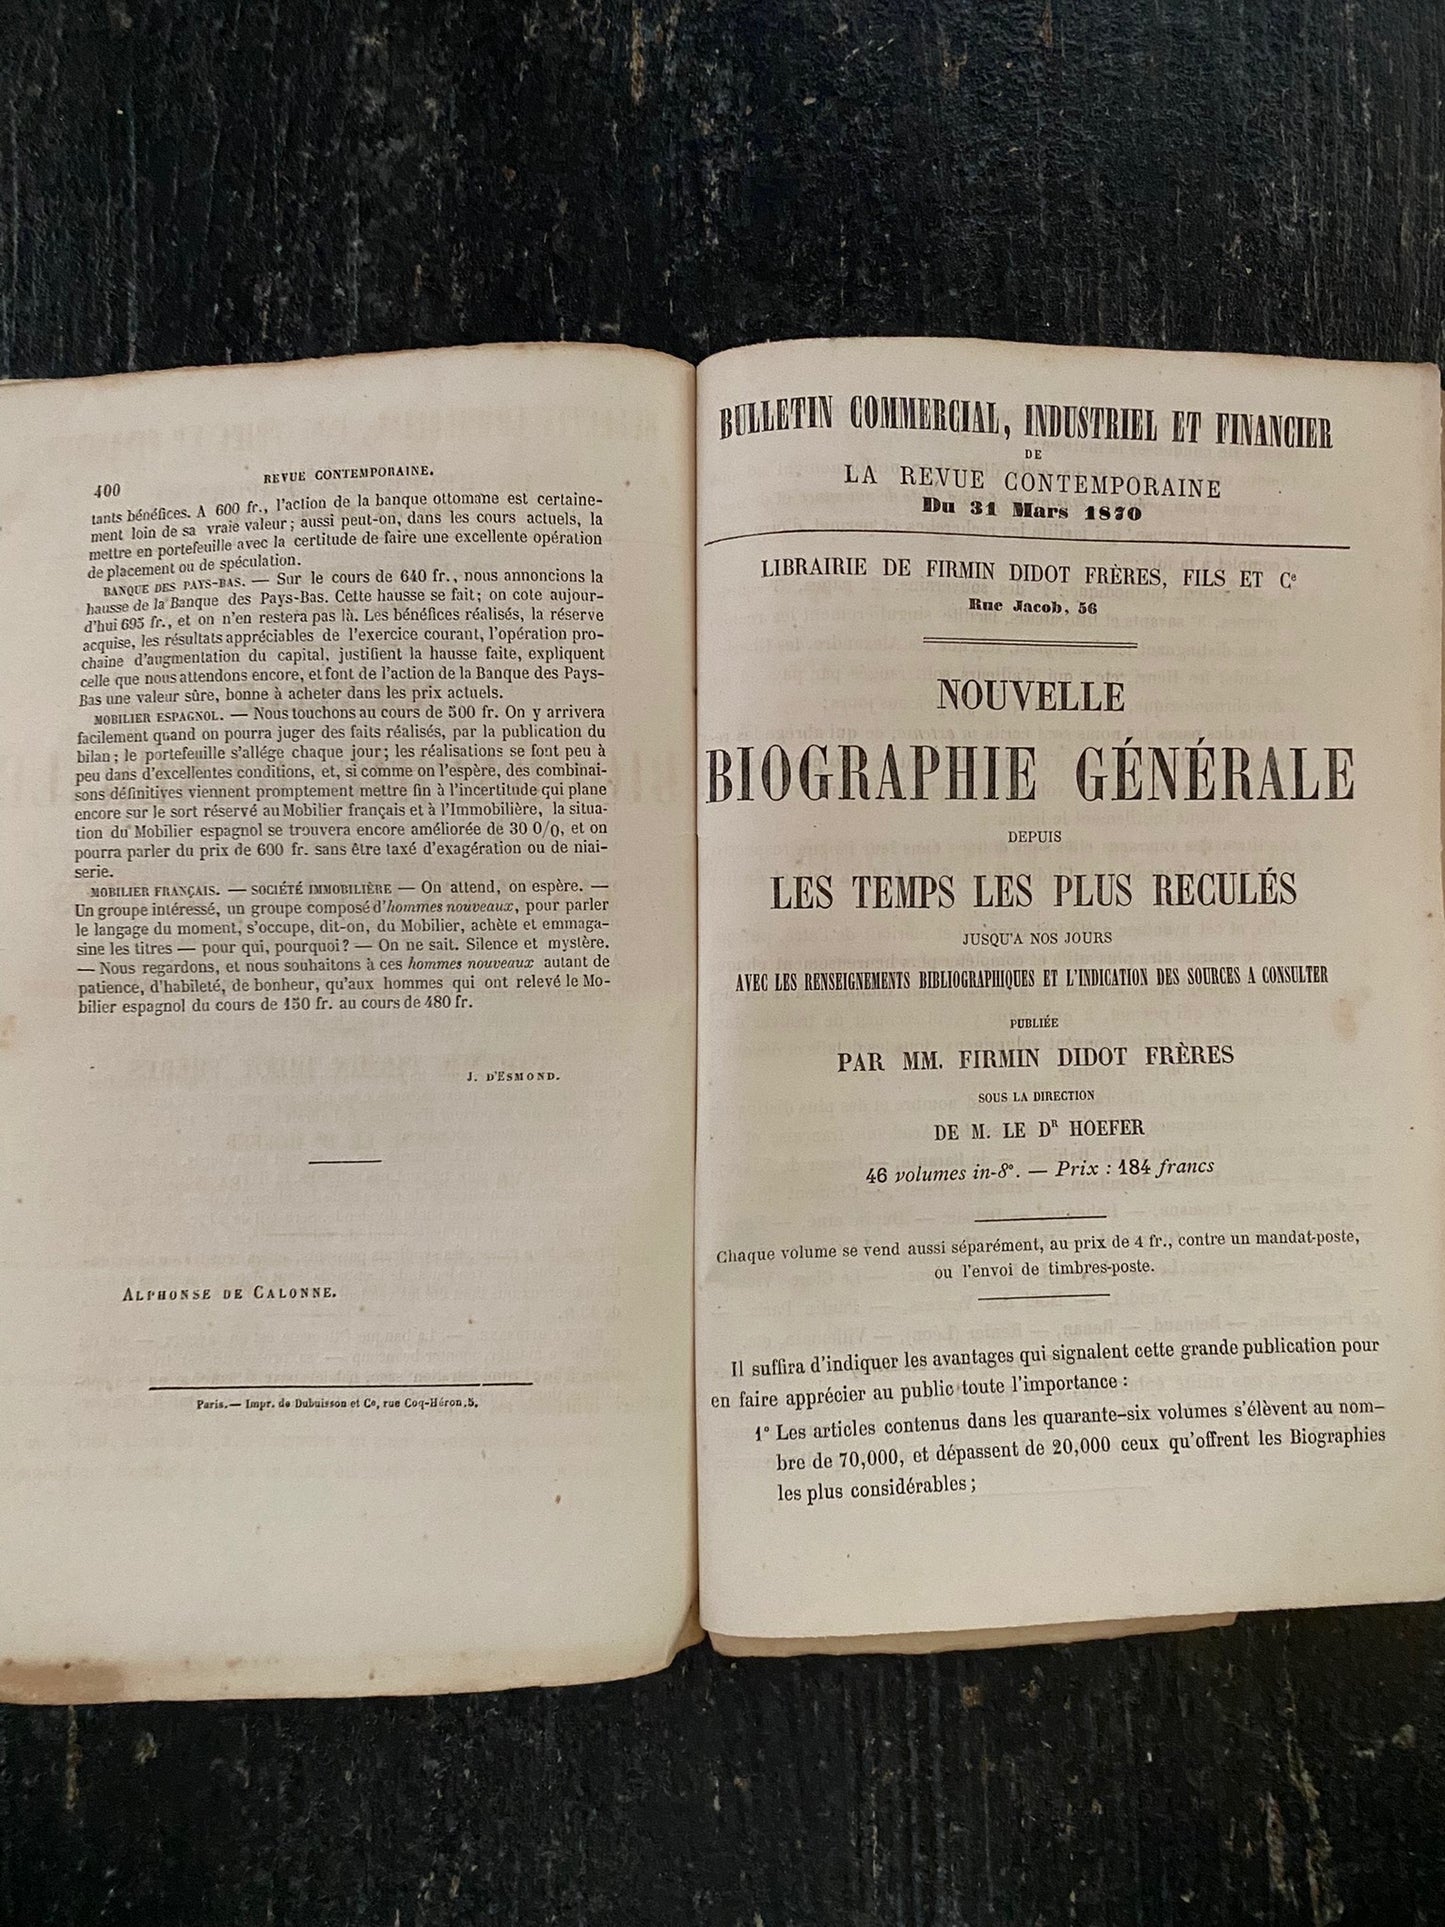 400
REVUE CONTEMPORAINE.
tants bénéfices. A 600 fr., l'action de la banque ottomane est certaine-
ment loin de sa vraie valeur; aussi peut-on, dans les cours actuels, la
mettre en portefeuille avec la certitude de faire une excellente opération
de placement ou de spéculation.
BANQUE DES PAYS-BAS. — Sur le cours de 640 fr., nous annoncions la
hausse de la Banque des Pays-Bas. Cette hausse se fait; on cote aujour-
d'hui 695 fr., et on n'en restera pas là. Les bénéfices réalisés, la réserve
acquise, les résultats appréciables de l'exercice courant, l'opération pro-
chaine d'augmentation du capital, justifient la hausse faite, expliquent
celle que nous attendons encore, et font de l'action de la Banque des Pays-
Bas une valeur sûre, bonne à acheter dans les prix actuels.
MOBILIER ESPAGNOL. — Nous touchons au cours de 500 fr. On y arrivera
facilement quand on pourra juger des faits réalisés, par la publication du
bilan; le portefeuille s'allége chaque jour; les réalisations se font peu à
peu dans d'excellentes conditions, et, si comme on l'espère, des combinai-
sons définitives viennent promptement mettre fin à l'incertitude qui plane
encore sur le sort réservé au Mobilier français et à l'Immobilière, la situa-
tion du Mobilier espagnol se trouvera encore améliorée de 30 0/0, et on
pourra parler du prix de 600 fr. sans être taxé d'exagération ou de niai-
serie.
MOBILIER FRANÇAIS. — SOCIÉTÉ IMMOBILIÈRE — On attend, on espère. —
Un groupe intéressé, un groupe composé d'hommes nouveaux, pour parler
le langage du moment, s'occupe, dit-on, du Mobilier, achète et emmaga-
sine les titres — pour qui, pourquoi? — On ne sait. Silence et mystère.
— Nous regardons, et nous souhaitons à ces hommes nouveaux autant de
patience, d'habileté, de bonheur, qu'aux hommes qui ont relevé le Mo-
bilier espagnol du cours de 150 fr. au cours de 480 fr.
J. D'ESMOND.
ALPHONSE DE CALONNE.
Paris. — Impr. de Dubuisson et Ce, rue Coq-Héron, 5.
BULLETIN COMMERCIAL, INDUSTRIEL ET FINANCIER
DE
LA REVUE CONTEMPORAINE
Du 31 Mars 1870
LIBRAIRIE DE FIRMIN DIDOT FRÈRES, FILS ET Ce
Rue Jacob, 56
NOUVELLE
BIOGRAPHIE GÉNÉRALE
DEPUIS
LES TEMPS LES PLUS RECULÉS
JUSQU'A NOS JOURS
AVEC LES RENSEIGNEMENTS BIBLIOGRAPHIQUES ET L'INDICATION DES SOURCES A CONSULTER
PUBLIÉE
PAR MM. FIRMIN DIDOT FRÈRES
SOUS LA DIRECTION
DE M. LE DR HOEFER
46 volumes in-8°. — Prix : 184 francs
Chaque volume se vend aussi séparément, au prix de 4 fr., contre un mandat-poste,
ou l'envoi de timbres-poste.
Il suffira d'indiquer les avantages qui signalent cette grande publication pour
en faire apprécier au public toute l'importance :
1° Les articles contenus dans les quarante-six volumes s'élèvent au nom-
bre de 70,000, et dépassent de 20,000 ceux qu'offrent les Biographies
les plus considérables;